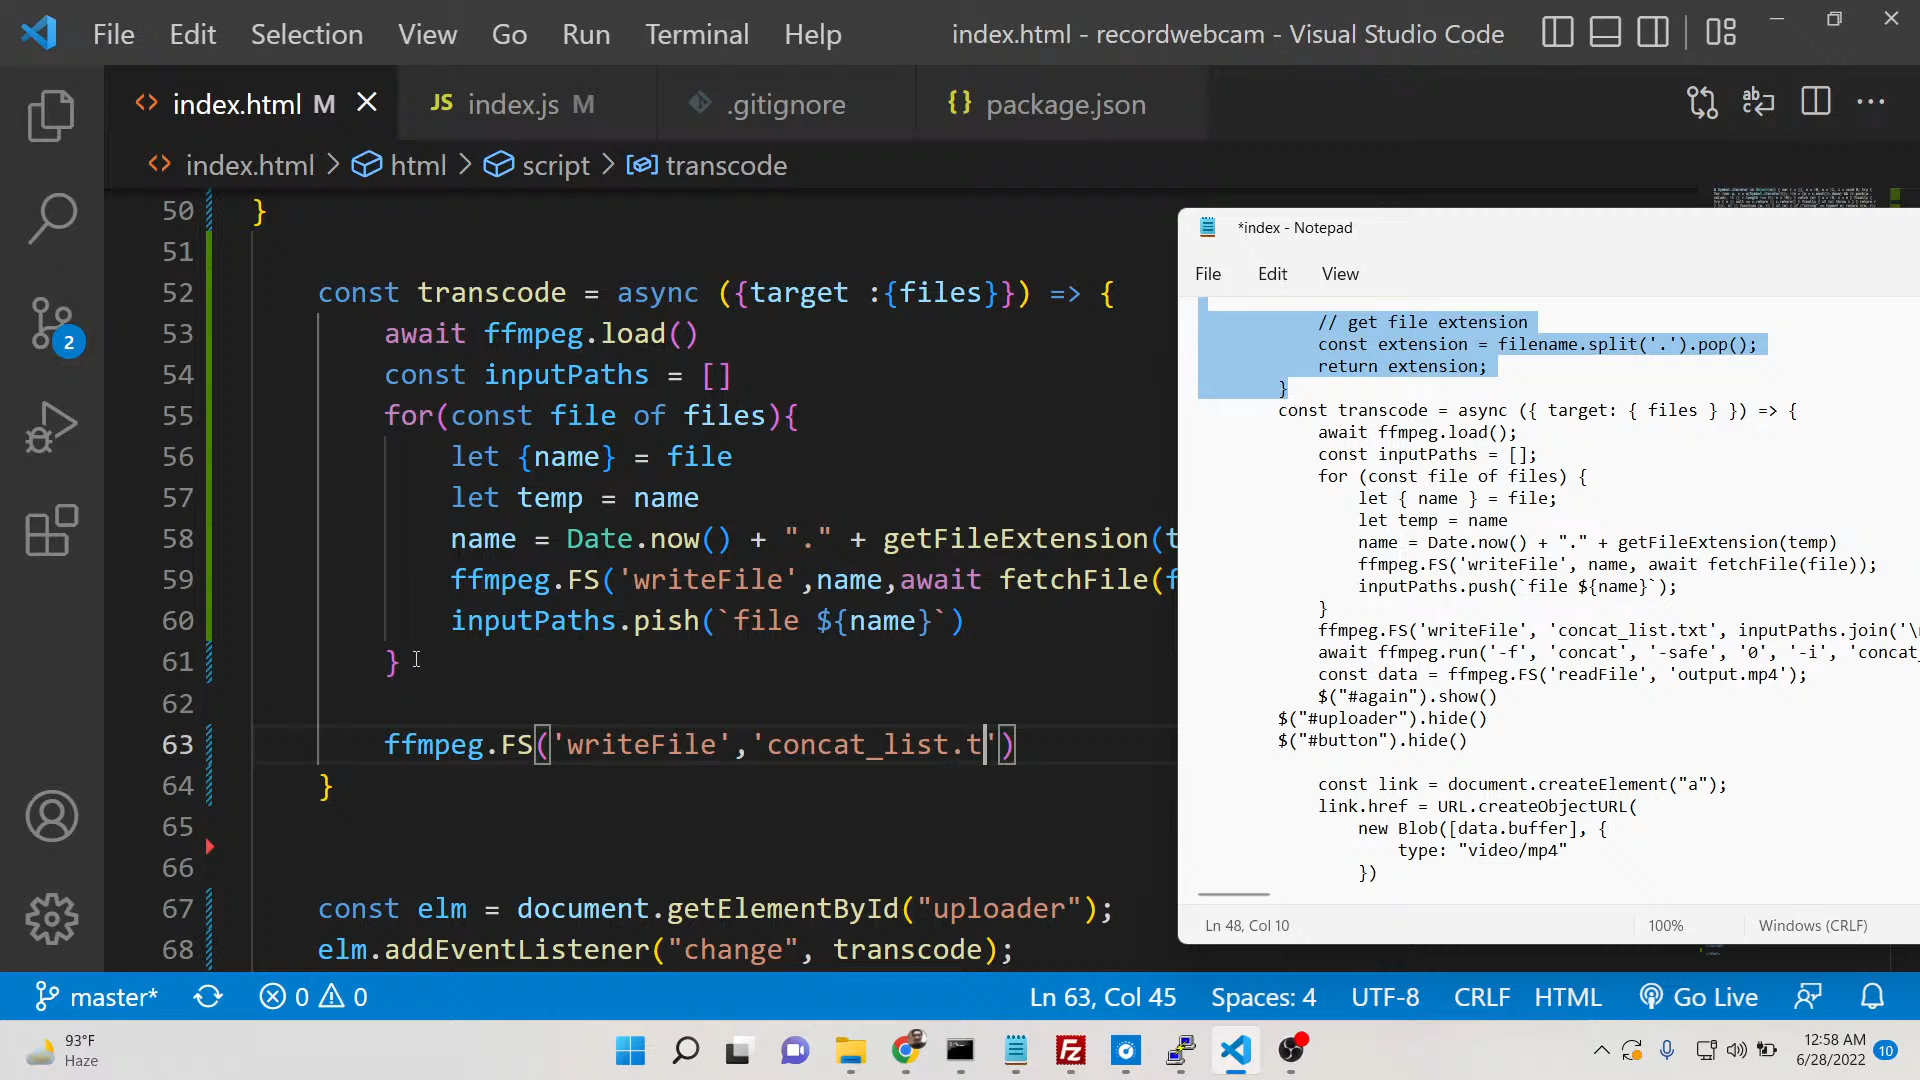 File Edit Selection View Go Run Terminal Help index.html - recordwebcam - Visual Studio Code
index.html M JS index.js M .gitignore {} package.json
index.html > html > script > transcode
50 }
51
52 const transcode = async ({target :{files}}) => {
53 await ffmpeg.load()
54 const inputPaths = []
55 for(const file of files){
56 let {name} = file
57 let temp = name
58 name = Date.now() + "." + getFileExtension(t
59 ffmpeg.FS('writeFile',name,await fetchFile(f
60 inputPaths.pish(`file ${name}`)
61 }
62
63 ffmpeg.FS('writeFile','concat_list.t')
64 }
65
66
67 const elm = document.getElementById("uploader");
68 elm.addEventListener("change", transcode);
*index - Notepad
File Edit View
// get file extension
const extension = filename.split('.').pop();
return extension;
}
const transcode = async ({ target: { files } }) => {
await ffmpeg.load();
const inputPaths = [];
for (const file of files) {
let { name } = file;
let temp = name
name = Date.now() + "." + getFileExtension(temp)
ffmpeg.FS('writeFile', name, await fetchFile(file));
inputPaths.push(`file ${name}`);
}
ffmpeg.FS('writeFile', 'concat_list.txt', inputPaths.join('\
await ffmpeg.run('-f', 'concat', '-safe', '0', '-i', 'concat_
const data = ffmpeg.FS('readFile', 'output.mp4');
$("#again").show()
$("#uploader").hide()
$("#button").hide()
const link = document.createElement("a");
link.href = URL.createObjectURL(
new Blob([data.buffer], {
type: "video/mp4"
})
Ln 48, Col 10 100% Windows (CRLF)
2
master* 0 0 Ln 63, Col 45 Spaces: 4 UTF-8 CRLF HTML Go Live
93°F
Haze
12:58 AM
6/28/2022
10